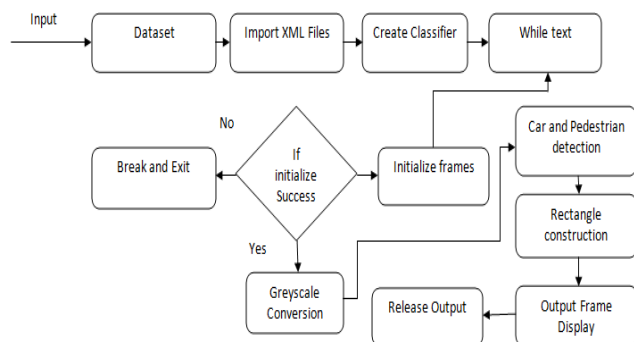 Input
Dataset
Import XML Files
Create Classifier
While text
No
Car and Pedestrian
detection
Break and Exit
If
initialize
Success
Initialize frames
Rectangle
construction
Yes
Greyscale
Conversion
Release Output
Output Frame
Display